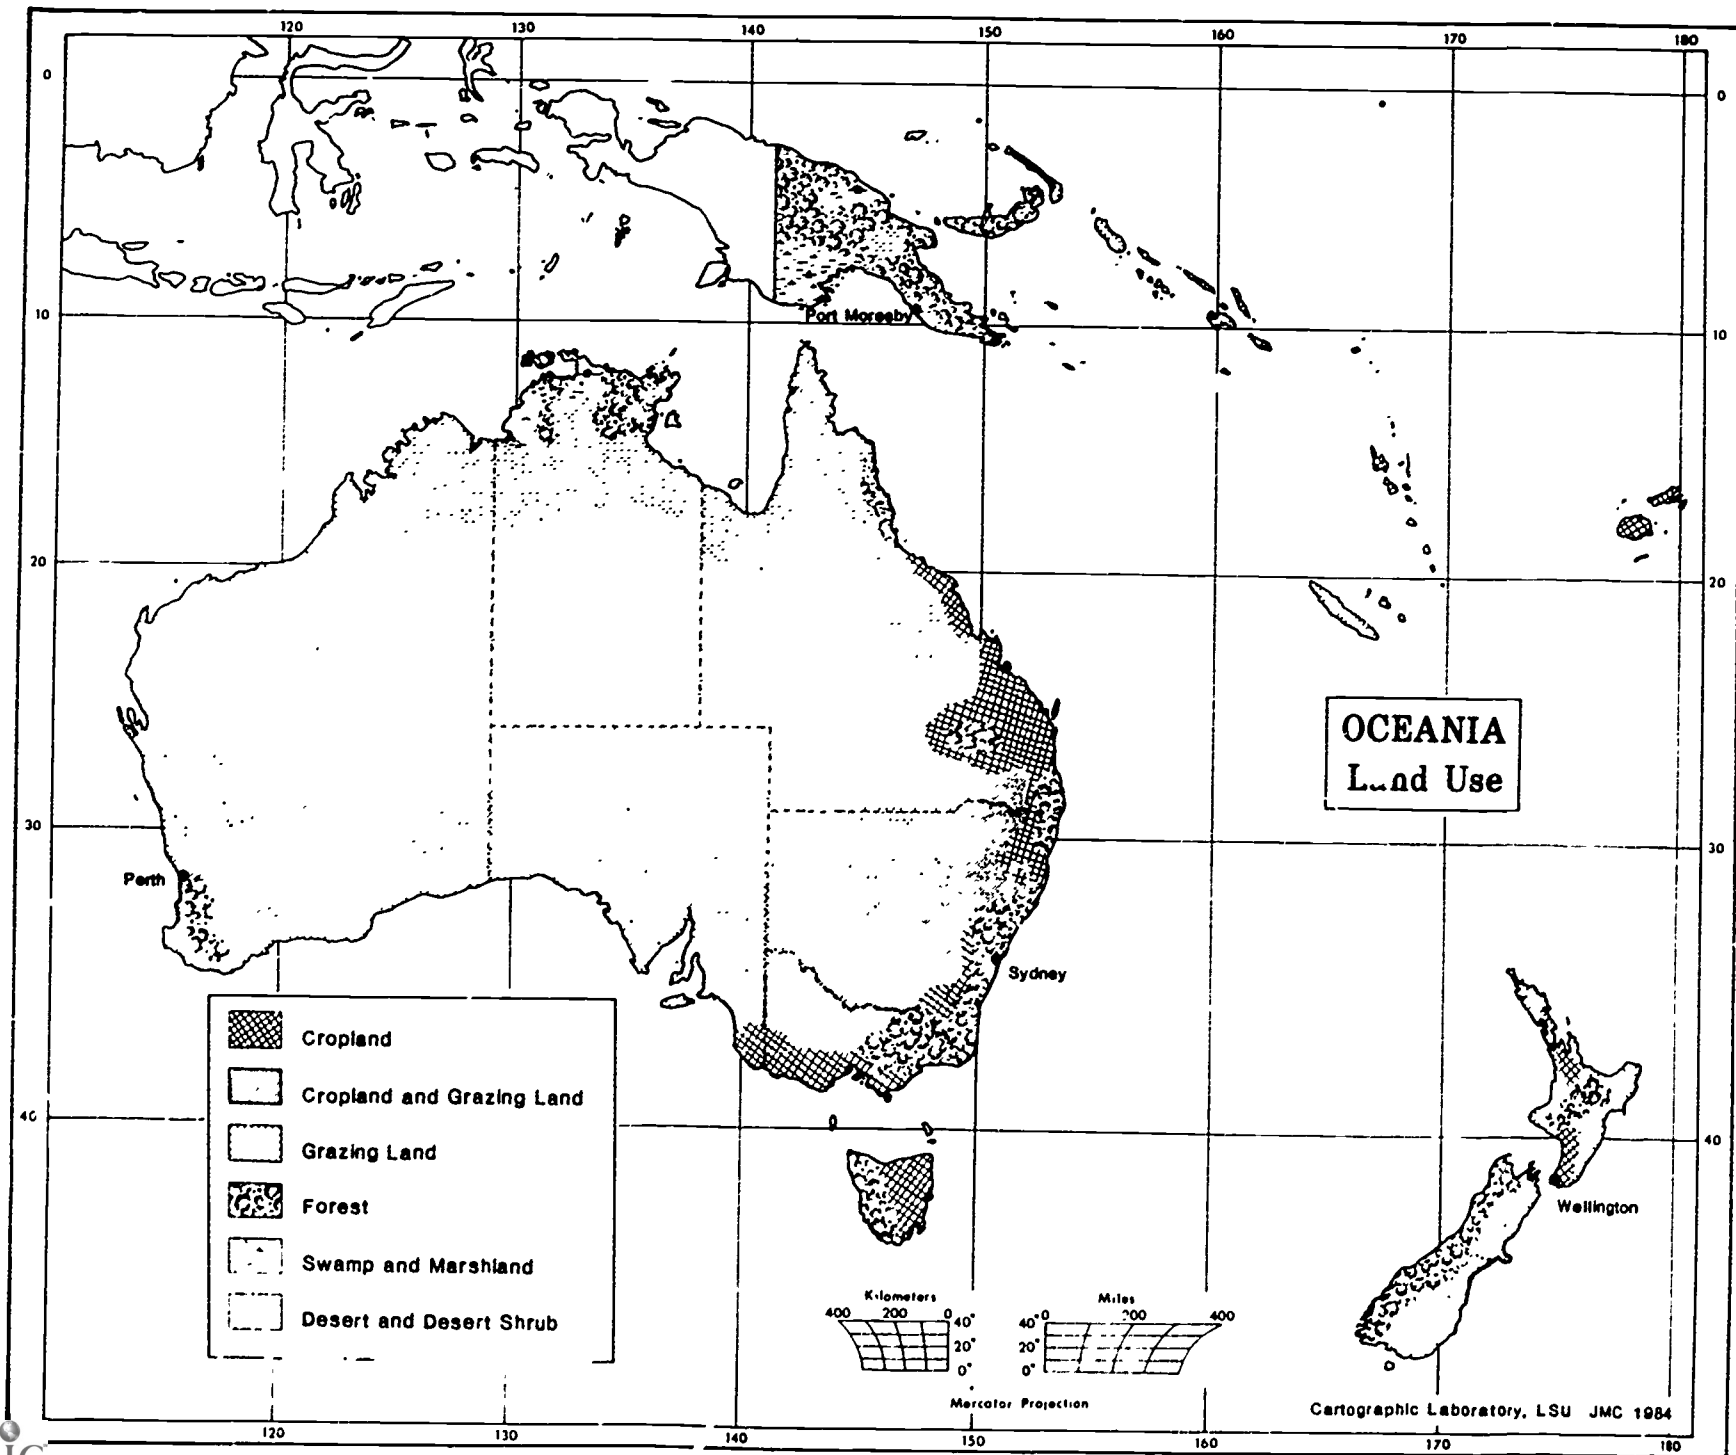 120 130 140 150 160 170 180
0 0
Port Moresby
10 10
20 20
OCEANIA
Land Use
30 30
Perth
Sydney
Cropland
Cropland and Grazing Land
40 40
Grazing Land
Forest
Wellington
Swamp and Marshland
Kilometers Miles
400 200 0 40° 0 200 400
40°
Desert and Desert Shrub
20° 20°
0° 0°
Mercator Projection
Cartographic Laboratory, LSU JMC 1984
120 130 140 150 160 170 180